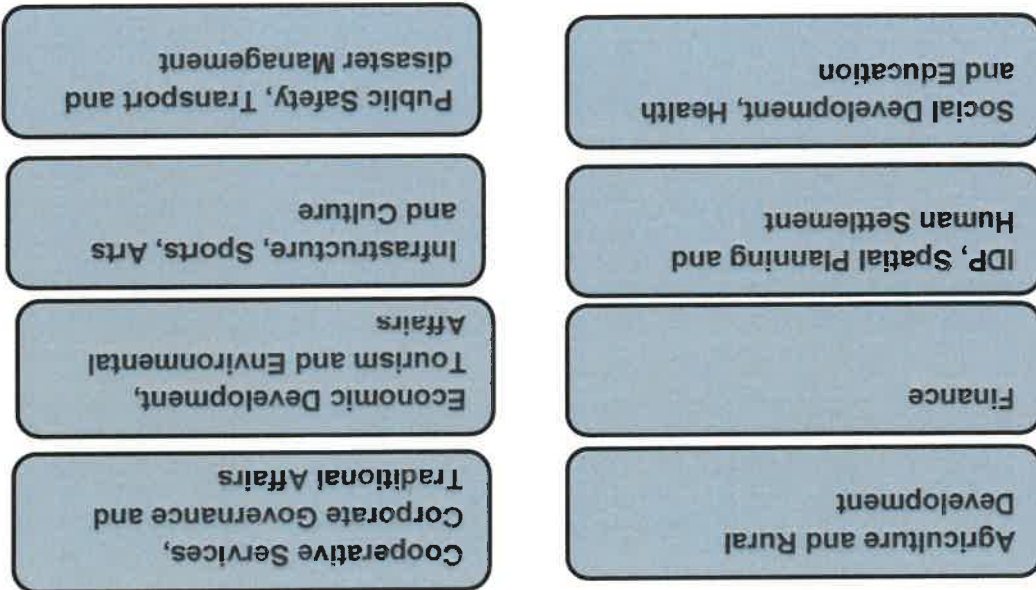 Agriculture and Rural
Development
Finance
IDP, Spatial Planning and
Human Settlement
Social Development, Health
and Education
Cooperative Services,
Corporate Governance and
Traditional Affairs
Economic Development,
Tourism and Environmental
Affairs
Infrastructure, Sports, Arts
and Culture
Public Safety, Transport and
disaster Management